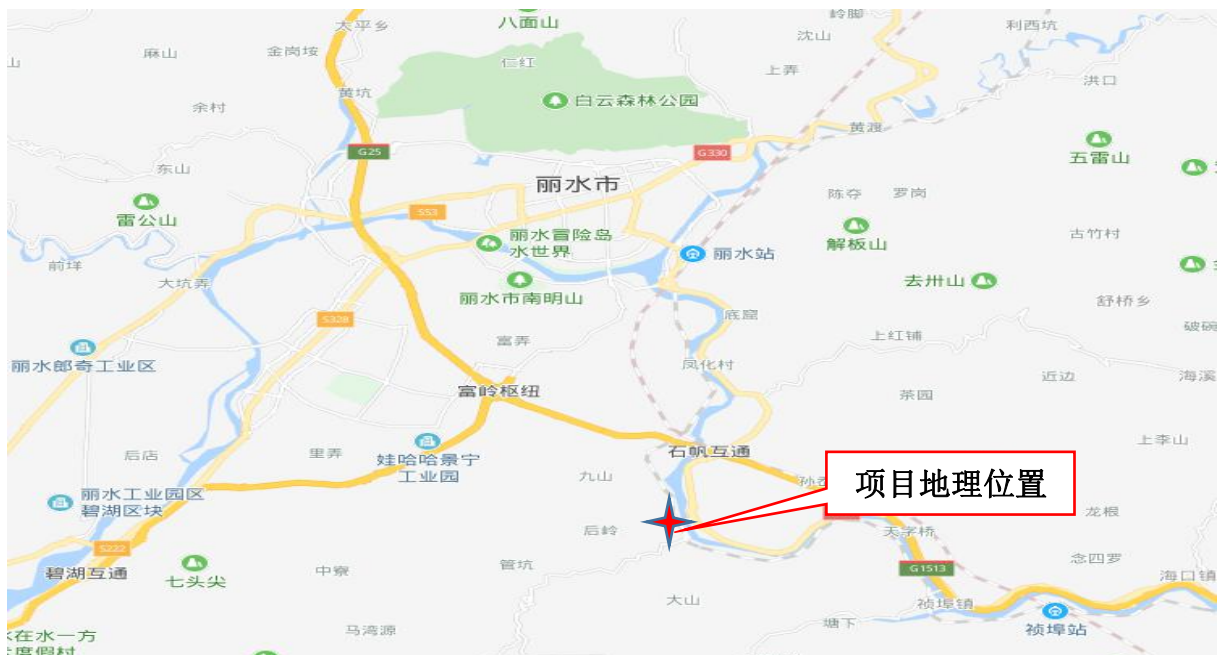 太平乡
八面山
岭脚
沈山
利西坑
麻山
金岗垵
仁红
上弄
洪口
山
黄坑
白云森林公园
余村
黄渡
G25
G330
五雷山
东山
丽水市
陈夺
罗岗
雷公山
S53
丽水冒险岛
水世界
丽水站
解板山
古竹村
前垟
大坑弄
丽水市南明山
去卅山
舒桥乡
底窟
S328
富弄
上红铺
破碗
丽水郎奇工业区
凤化村
近边
海溪
富岭枢纽
茶园
娃哈哈景宁
工业园
里弄
后店
石帆互通
上李山
九山
项目地理位置
丽水工业园区
碧湖区块
后岭
龙根
天字桥
S222
碧湖互通
七头尖
中寮
管坑
G1513
念四罗
海口镇
大山
祯埠镇
马湾源
塘下
祯埠站
在水一方
度假村